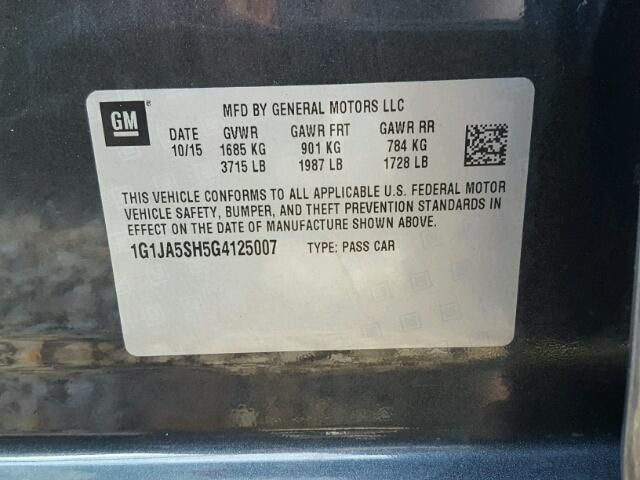 GM
MFD BY GENERAL MOTORS LLC
DATE GVWR GAWR FRT GAWR RR
10/15 1685 KG 901 KG 784 KG
3715 LB 1987 LB 1728 LB
THIS VEHICLE CONFORMS TO ALL APPLICABLE U.S. FEDERAL MOTOR
VEHICLE SAFETY, BUMPER, AND THEFT PREVENTION STANDARDS IN
EFFECT ON THE DATE OF MANUFACTURE SHOWN ABOVE.
1G1JA5SH5G4125007 TYPE: PASS CAR